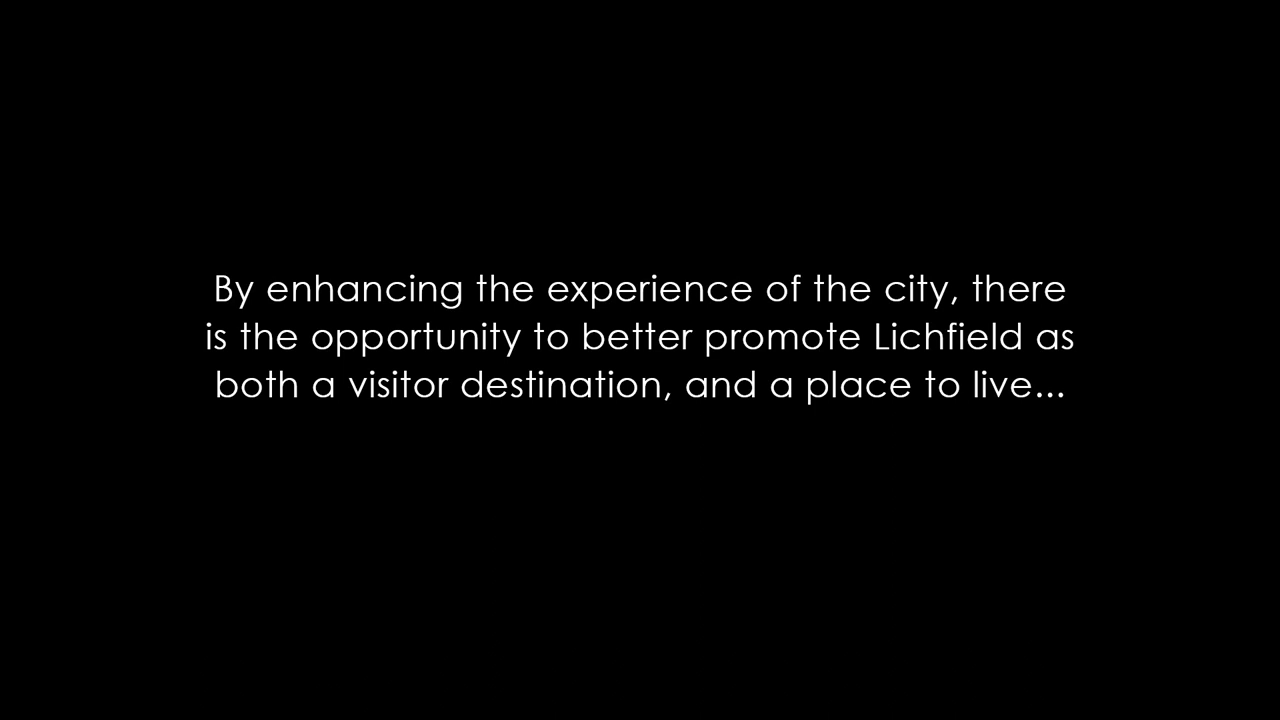 By enhancing the experience of the city, there
is the opportunity to better promote Lichfield as
both a visitor destination, and a place to live...